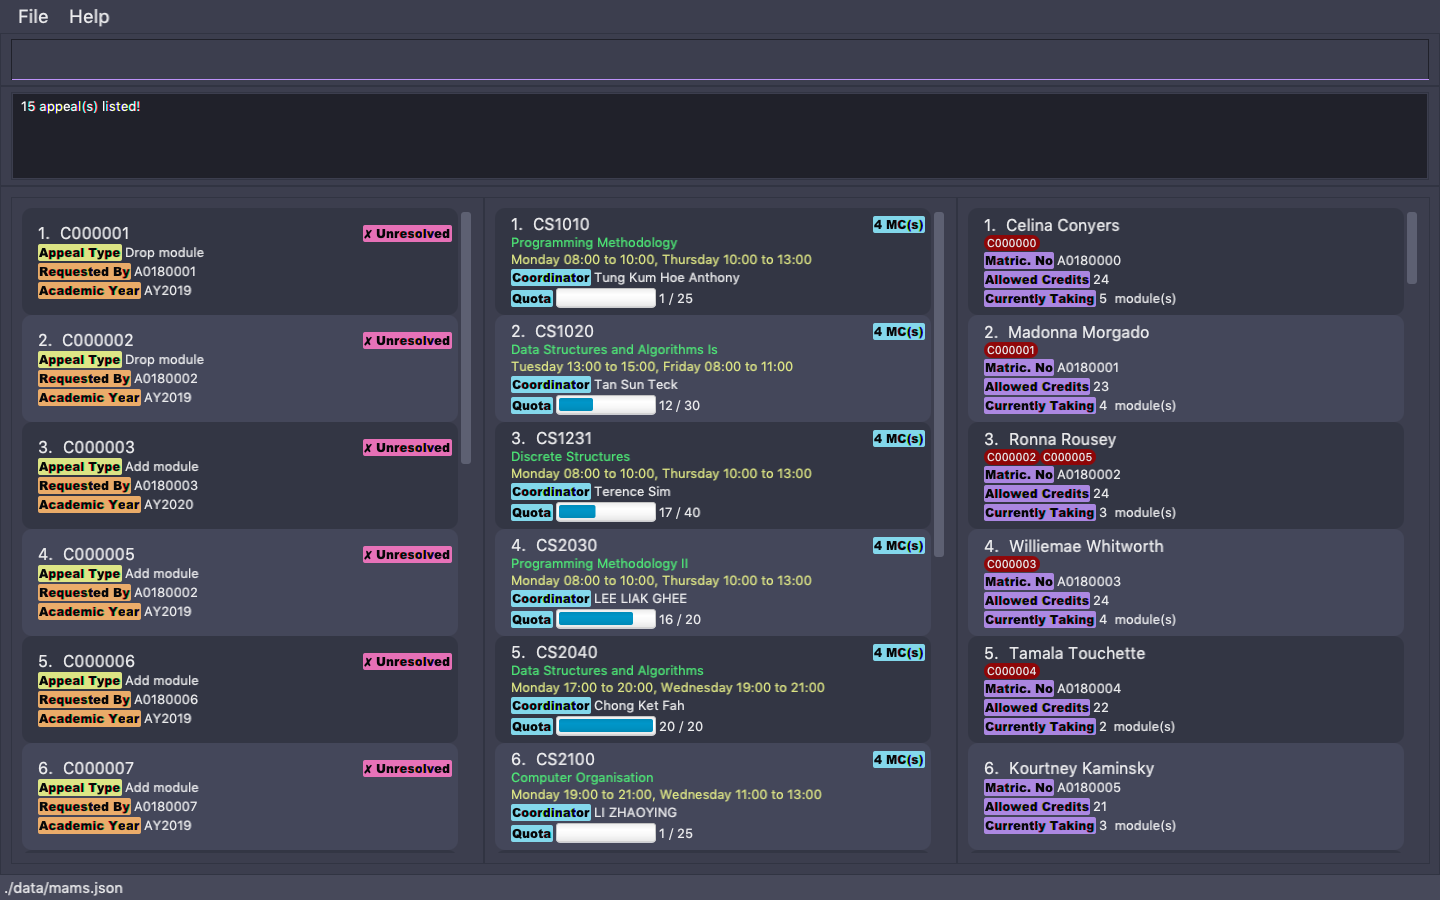 File Help
15 appeal(s) listed!
1. C000001
✗ Unresolved
Appeal Type Drop module
Requested By A0180001
Academic Year AY2019
2. C000002
✗ Unresolved
Appeal Type Drop module
Requested By A0180002
Academic Year AY2019
3. C000003
✗ Unresolved
Appeal Type Add module
Requested By A0180003
Academic Year AY2020
4. C000005
✗ Unresolved
Appeal Type Add module
Requested By A0180002
Academic Year AY2019
5. C000006
✗ Unresolved
Appeal Type Add module
Requested By A0180006
Academic Year AY2019
6. C000007
✗ Unresolved
Appeal Type Add module
Requested By A0180007
Academic Year AY2019
1. CS1010
4 MC(s)
Programming Methodology
Monday 08:00 to 10:00, Thursday 10:00 to 13:00
Coordinator Tung Kum Hoe Anthony
Quota 1 / 25
2. CS1020
4 MC(s)
Data Structures and Algorithms Is
Tuesday 13:00 to 15:00, Friday 08:00 to 11:00
Coordinator Tan Sun Teck
Quota 12 / 30
3. CS1231
4 MC(s)
Discrete Structures
Monday 08:00 to 10:00, Thursday 10:00 to 13:00
Coordinator Terence Sim
Quota 17 / 40
4. CS2030
4 MC(s)
Programming Methodology II
Monday 08:00 to 10:00, Thursday 10:00 to 13:00
Coordinator LEE LIAK GHEE
Quota 16 / 20
5. CS2040
4 MC(s)
Data Structures and Algorithms
Monday 17:00 to 20:00, Wednesday 19:00 to 21:00
Coordinator Chong Ket Fah
Quota 20 / 20
6. CS2100
4 MC(s)
Computer Organisation
Monday 19:00 to 21:00, Wednesday 11:00 to 13:00
Coordinator LI ZHAOYING
Quota 1 / 25
1. Celina Conyers
C000000
Matric. No A0180000
Allowed Credits 24
Currently Taking 5 module(s)
2. Madonna Morgado
C000001
Matric. No A0180001
Allowed Credits 23
Currently Taking 4 module(s)
3. Ronna Rousey
C000002 C000005
Matric. No A0180002
Allowed Credits 24
Currently Taking 3 module(s)
4. Williemae Whitworth
C000003
Matric. No A0180003
Allowed Credits 24
Currently Taking 4 module(s)
5. Tamala Touchette
C000004
Matric. No A0180004
Allowed Credits 22
Currently Taking 2 module(s)
6. Kourtney Kaminsky
Matric. No A0180005
Allowed Credits 21
Currently Taking 3 module(s)
./data/mams.json